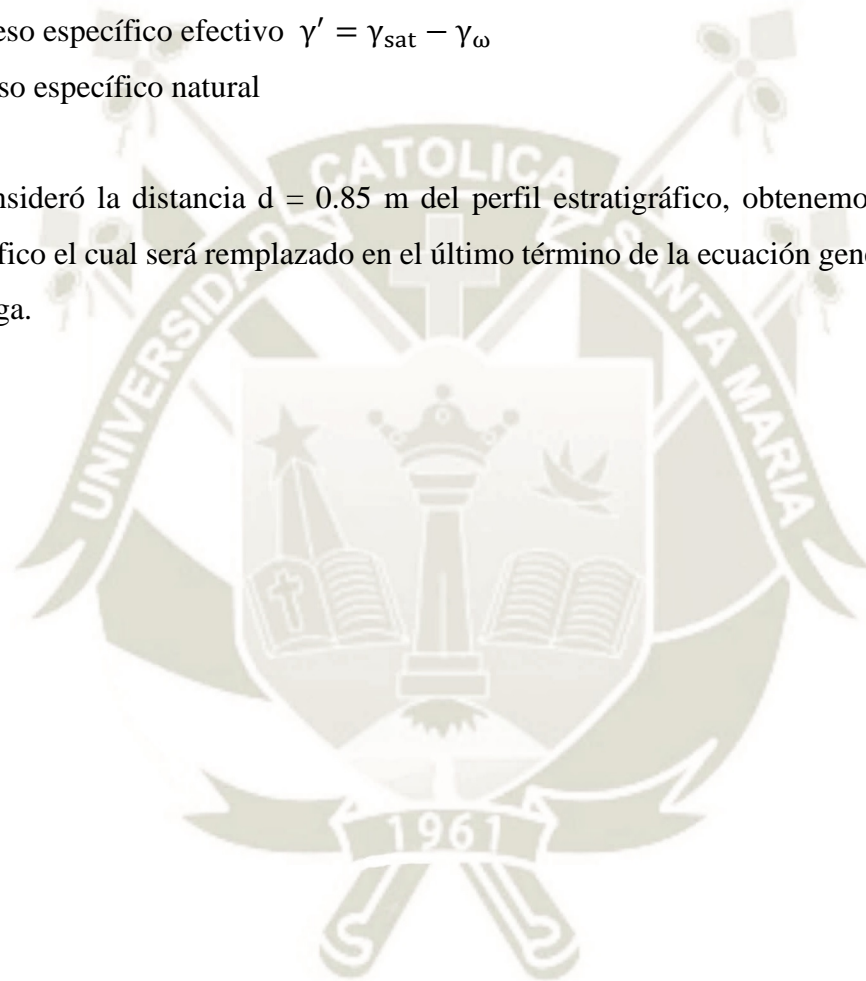 eso específico efectivo γ′ = γsat − γω
so específico natural
nsideró la distancia d = 0.85 m del perfil estratigráfico, obtenemo
fico el cual será remplazado en el último término de la ecuación gene
ga.
UNIVERSIDAD CATOLICA SANTA MARIA
1961